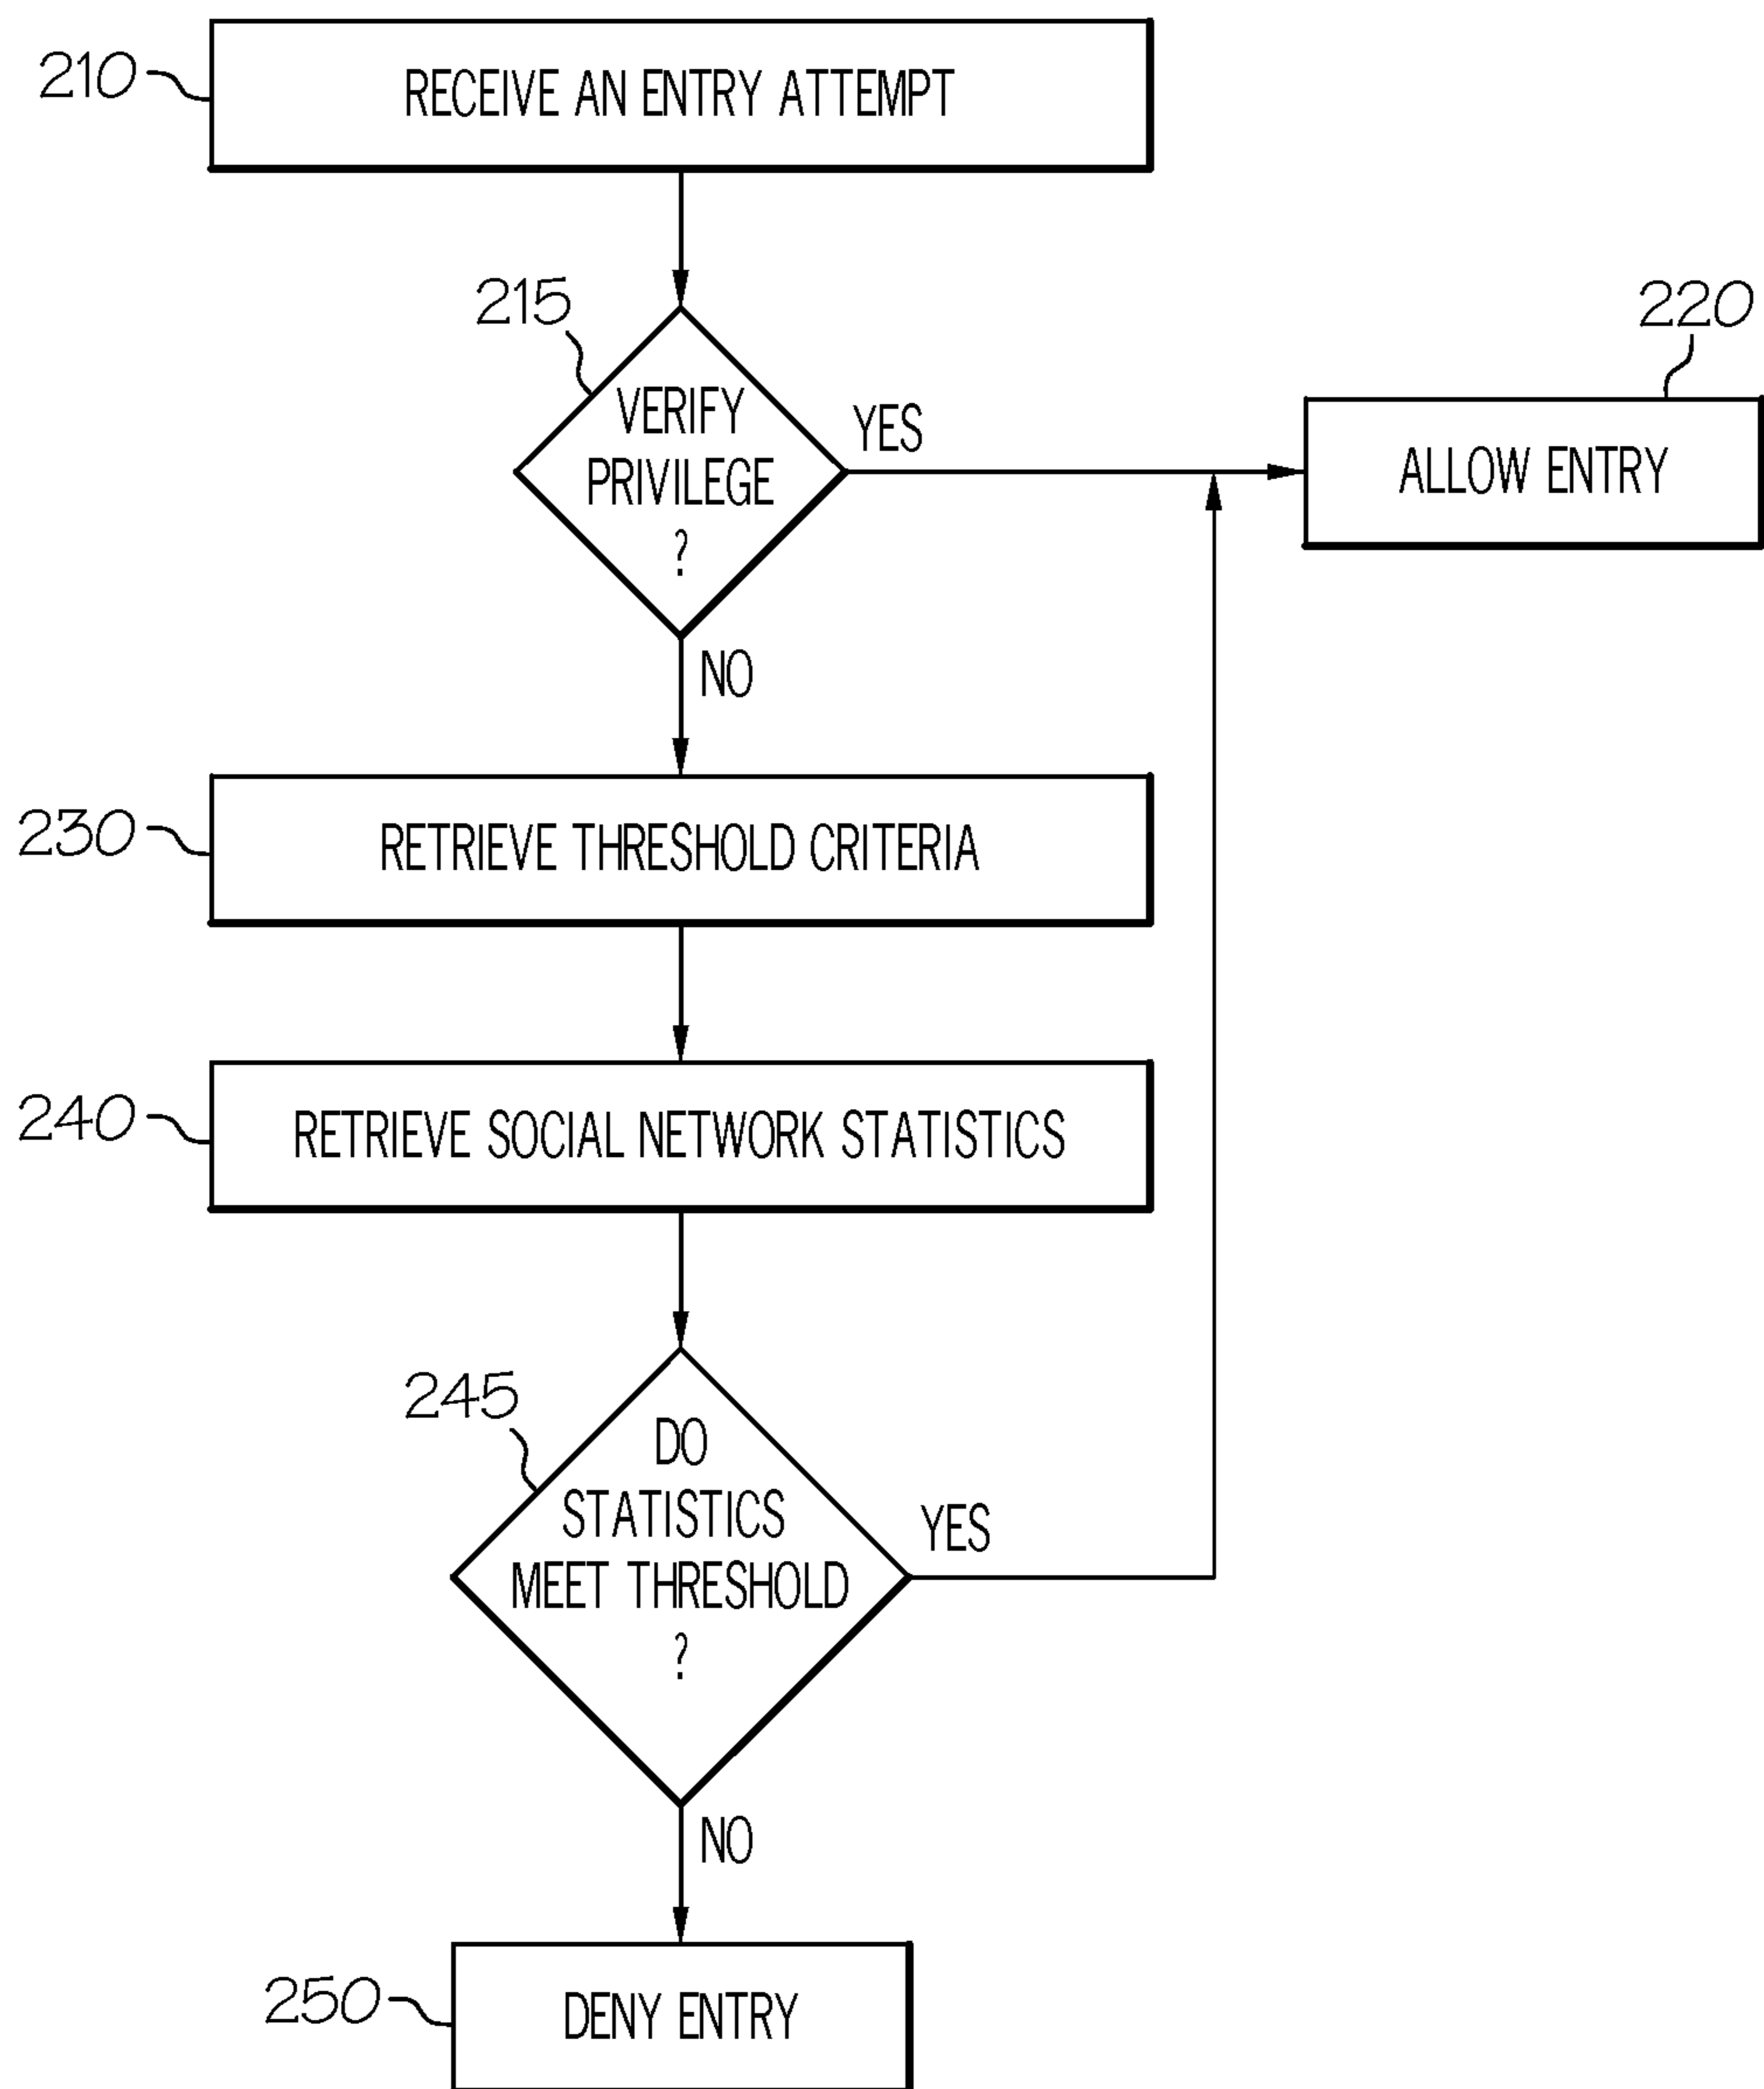 210
RECEIVE AN ENTRY ATTEMPT
215
220
VERIFY
PRIVILEGE
?
YES
ALLOW ENTRY
NO
230
RETRIEVE THRESHOLD CRITERIA
240
RETRIEVE SOCIAL NETWORK STATISTICS
245
DO
STATISTICS
MEET THRESHOLD
?
YES
NO
250
DENY ENTRY